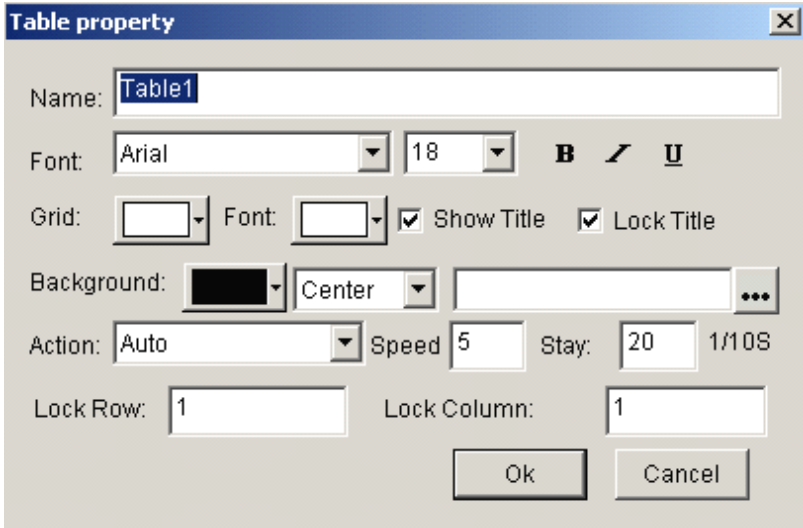 Table property
Name: Table1
Font: Arial 18 B I U
Grid: Font: Show Title Lock Title
Background: Center ...
Action: Auto Speed 5 Stay: 20 1/10S
Lock Row: 1 Lock Column: 1
Ok Cancel